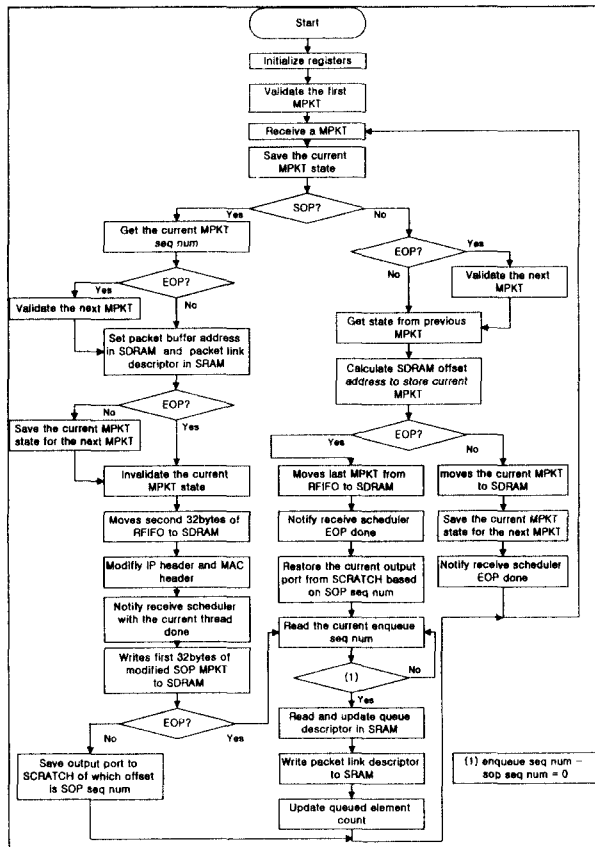 Start
Initialize registers
Validate the first
MPKT
Receive a MPKT
Save the current
MPKT state
SOP?
Yes
No
Get the current MPKT
seq num
EOP?
Yes
No
Validate the next MPKT
Set packet buffer address
in SDRAM and packet link
descriptor in SRAM
EOP?
No
Yes
Save the current MPKT
state for the next MPKT
Invalidate the current
MPKT state
Moves second 32bytes of
RFIFO to SDRAM
Modifiy IP header and MAC
header
Notify receive scheduler
with the current thread
done
Writes first 32bytes of
modified SOP MPKT
to SDRAM
EOP?
No
Yes
Save output port to
SCRATCH of which offset
is SOP seq num
EOP?
Yes
No
Validate the next
MPKT
Get state from previous
MPKT
Calculate SDRAM offset
address to store current
MPKT
EOP?
Yes
No
Moves last MPKT from
RFIFO to SDRAM
Notify receive scheduler
EOP done
Restore the current output
port from SCRATCH based
on SOP seq num
Read the current enqueue
seq num
(1)
No
Yes
Read and update queue
descriptor in SRAM
Write packet link descriptor
to SRAM
Update queued element
count
moves the current MPKT
to SDRAM
Save the current MPKT
state for the next MPKT
Notify receive scheduler
EOP done
(1) enqueue seq num –
sop seq num = 0